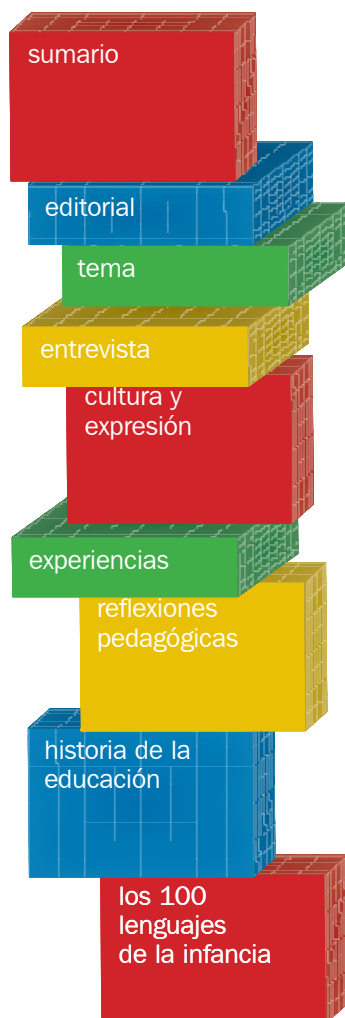 sumario
editorial
tema
entrevista
cultura y
expresión
experiencias
reflexiones
pedagógicas
historia de la
educación
los 100
lenguajes
de la infancia